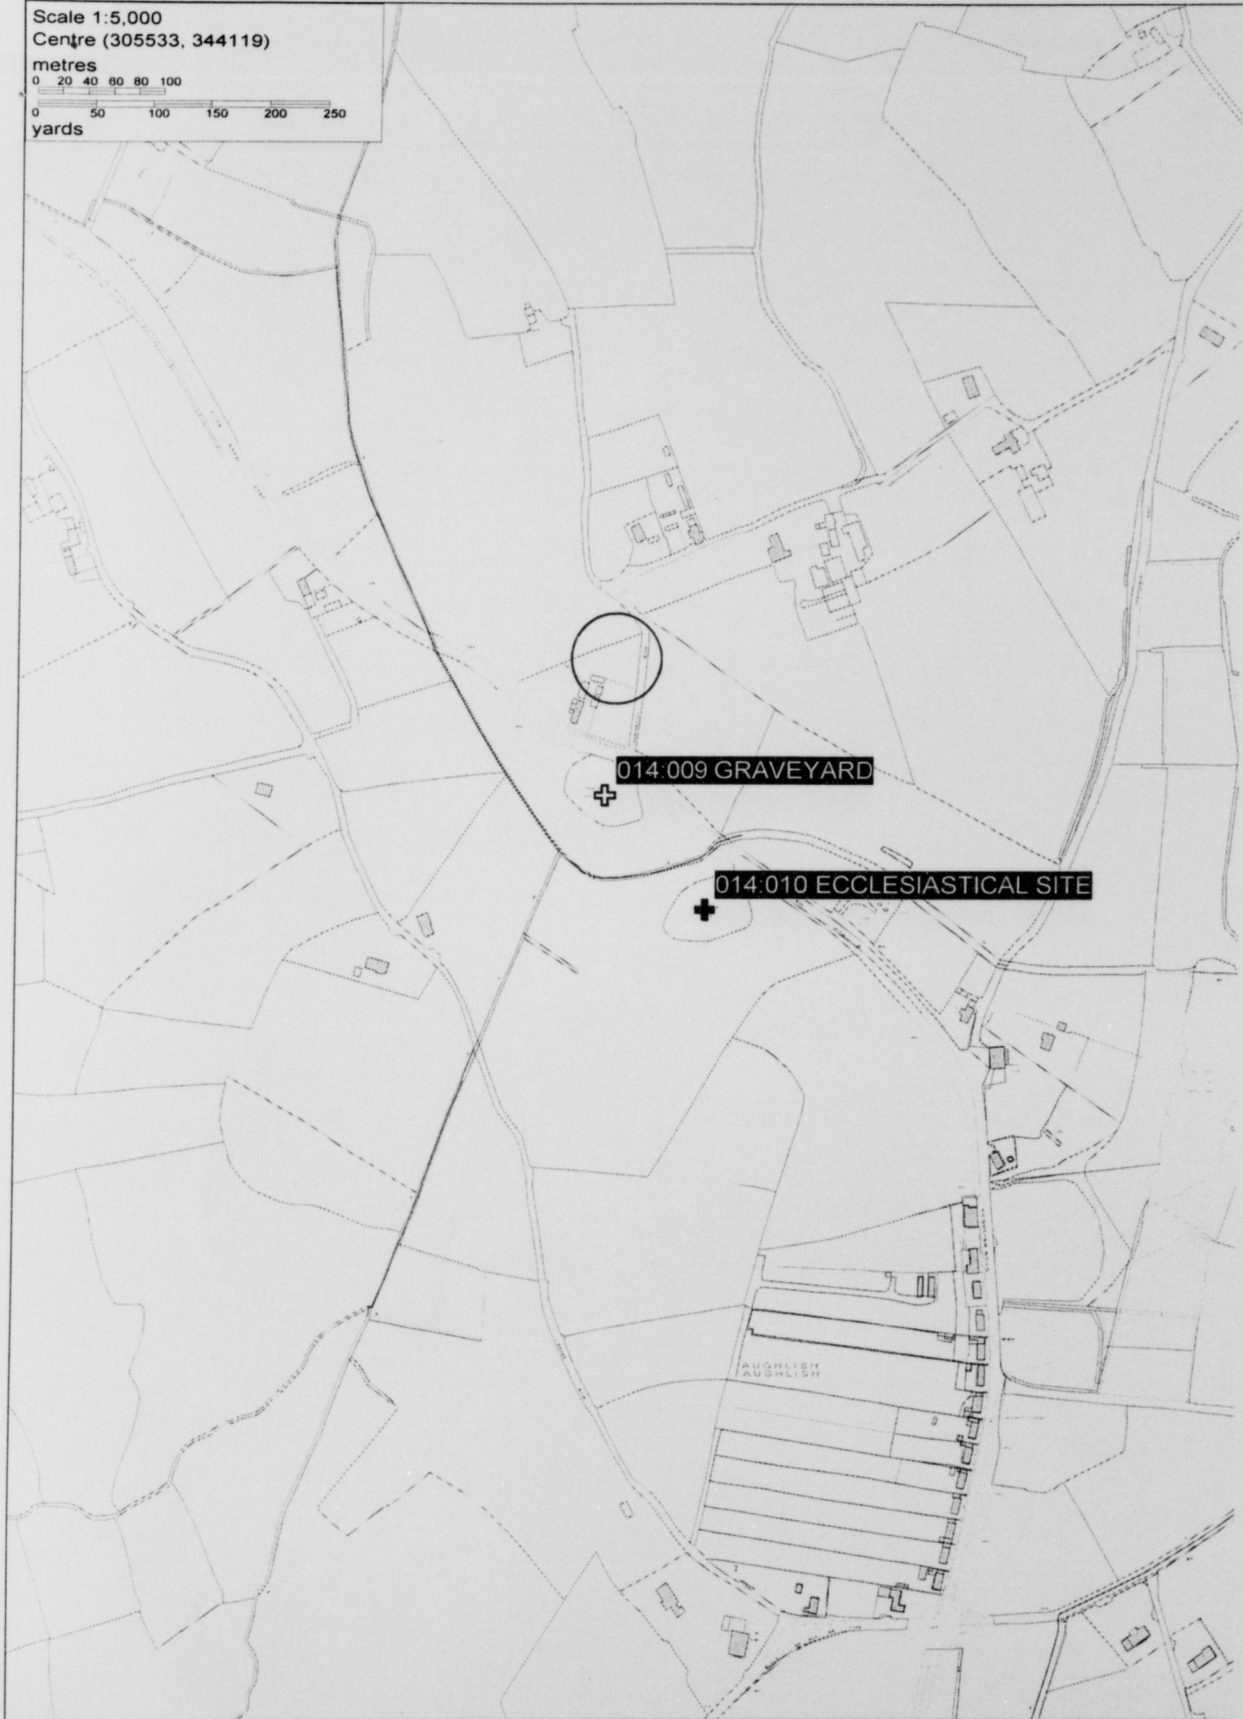 Scale 1:5,000
Centre (305533, 344119)
metres
0 20 40 60 80 100
0 50 100 150 200 250
yards
014:009 GRAVEYARD
014:010 ECCLESIASTICAL SITE
AUGHLISH
AUGHLISH